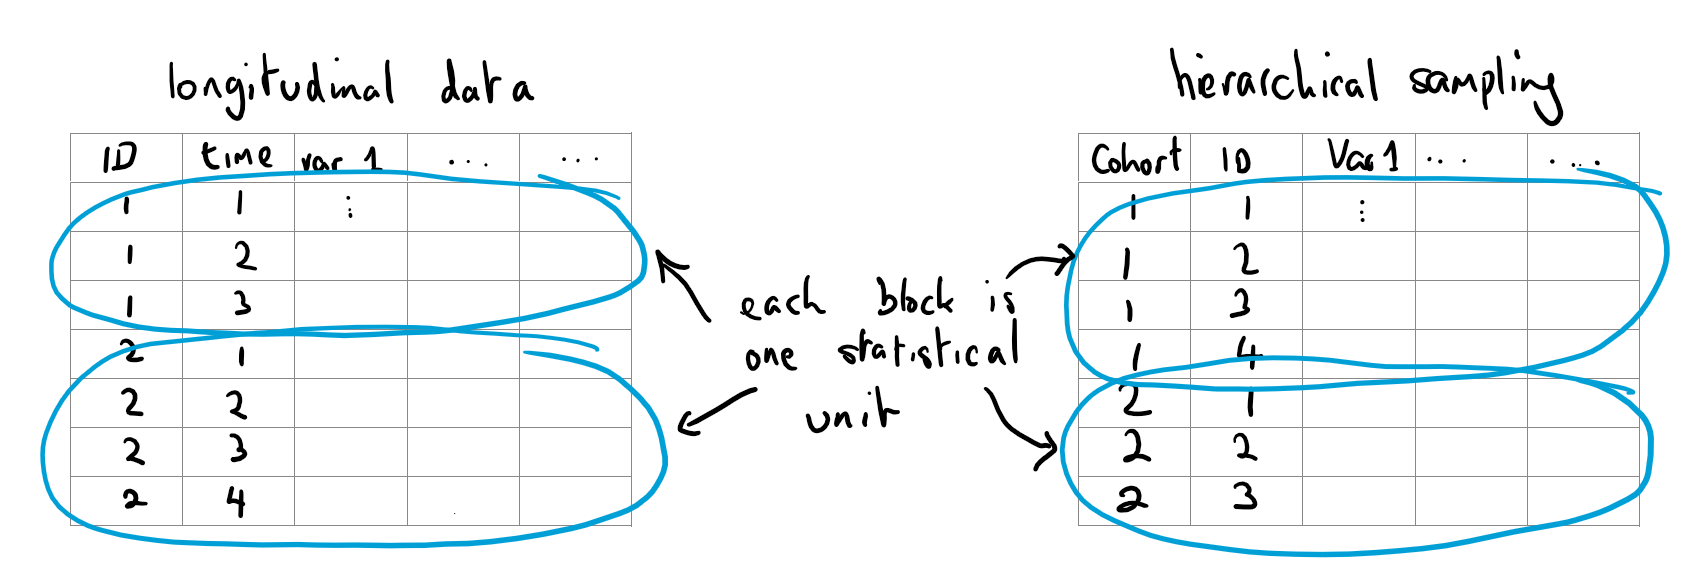 longitudinal data
ID time var 1 ... ...
1 1 ⋮
1 2
1 3
2 1
2 2
2 3
2 4
each block is
one statistical
unit
hierarchical sampling
Cohort ID Var 1 ... ....
1 1 ⋮
1 2
1 3
1 4
2 1
2 2
2 3